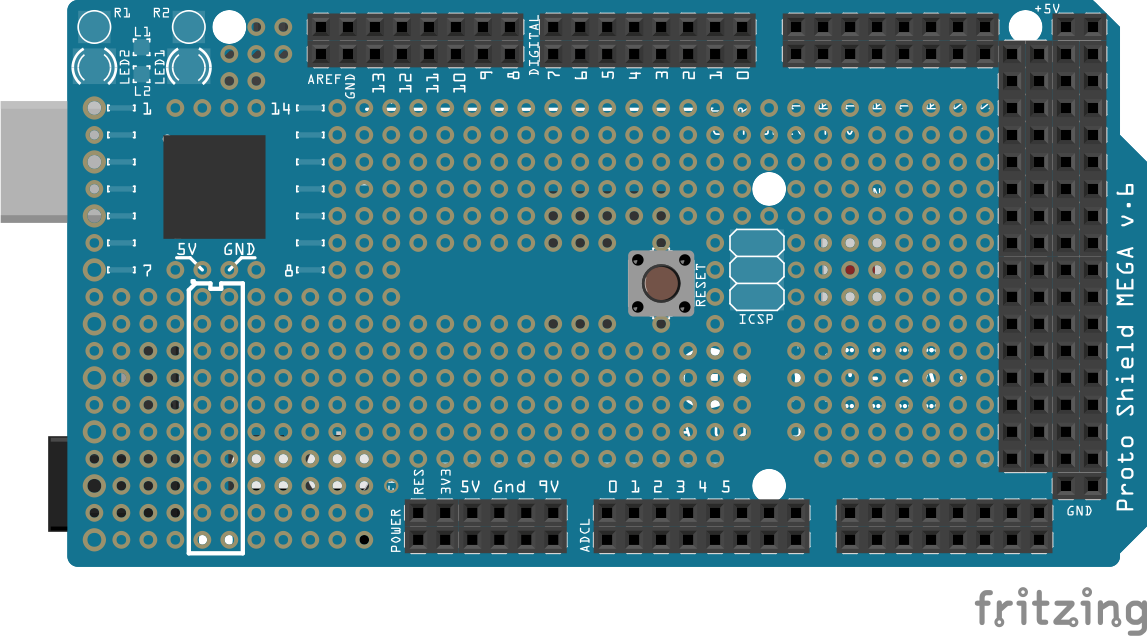 R1 R2
+5V
L1
LED2 LED1
L2
DIGITAL
AREF GND 13 12 11 10 9 8 7 6 5 4 3 2 1 0
1 14
5V GND
7 8
RESET
ICSP
Proto Shield MEGA v.6
RES 3V3 5V Gnd 9V 0 1 2 3 4 5
POWER
ADCL
GND
fritzing